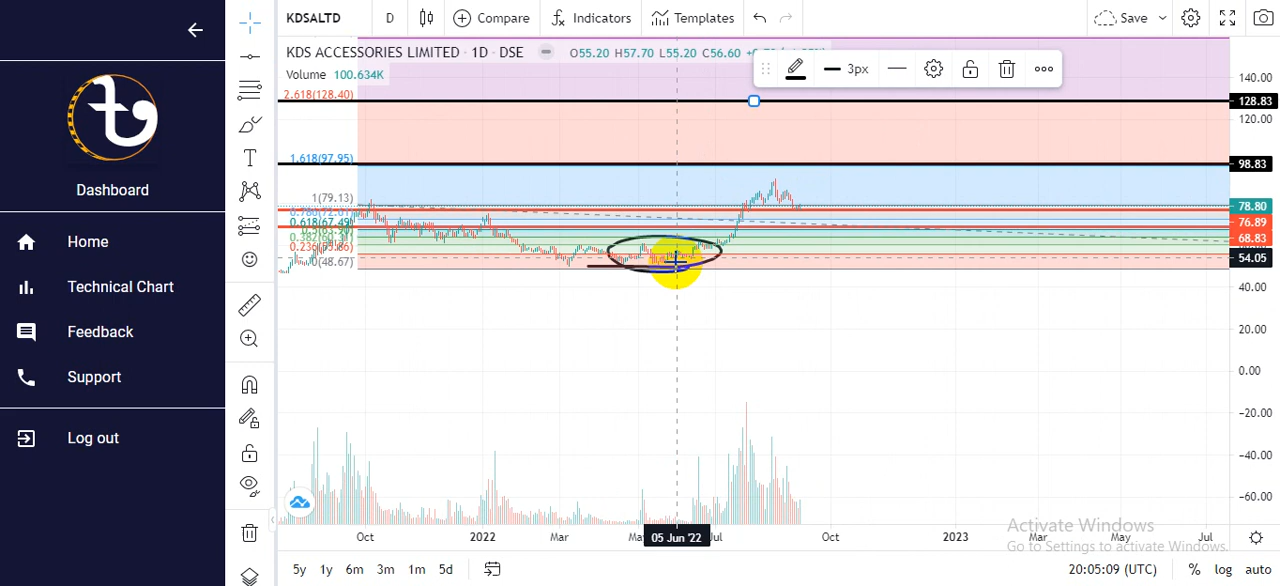 KDSALTD D Compare Indicators Templates Save
KDS ACCESSORIES LIMITED · 1D · DSE O55.20 H57.70 L55.20 C56.60
3px
Volume 100.634K
2.618(128.40)
1.618(97.95)
1(79.13)
0.618(67.49)
0(48.67)
140.00
128.83
120.00
98.83
78.80
76.89
68.83
54.05
40.00
20.00
0.00
−20.00
−40.00
−60.00
Dashboard
Home
Technical Chart
Feedback
Support
Log out
Oct 2022 Mar 05 Jun '22 Jul Oct 2023 Mar May Jul
Activate Windows
Go to Settings to activate Windows.
5y 1y 6m 3m 1m 5d 20:05:09 (UTC) % log auto